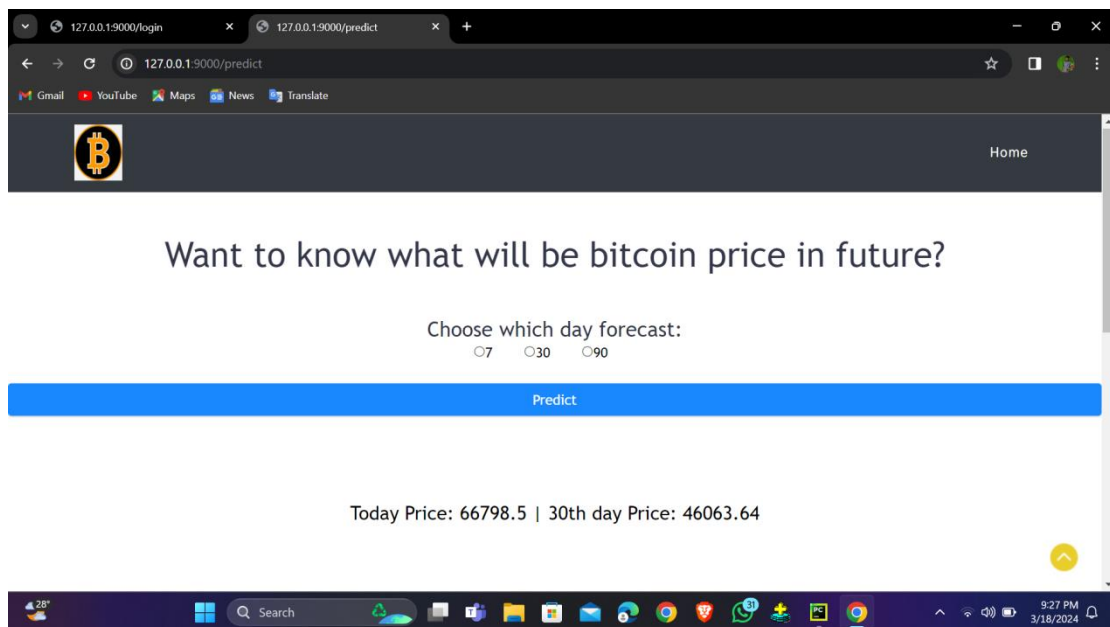 127.0.0.1:9000/login
127.0.0.1:9000/predict
127.0.0.1:9000/predict
Gmail YouTube Maps News Translate
Home
Want to know what will be bitcoin price in future?
Choose which day forecast:
7 30 90
Predict
Today Price: 66798.5 | 30th day Price: 46063.64
28°
Search
31
PC
9:27 PM
3/18/2024